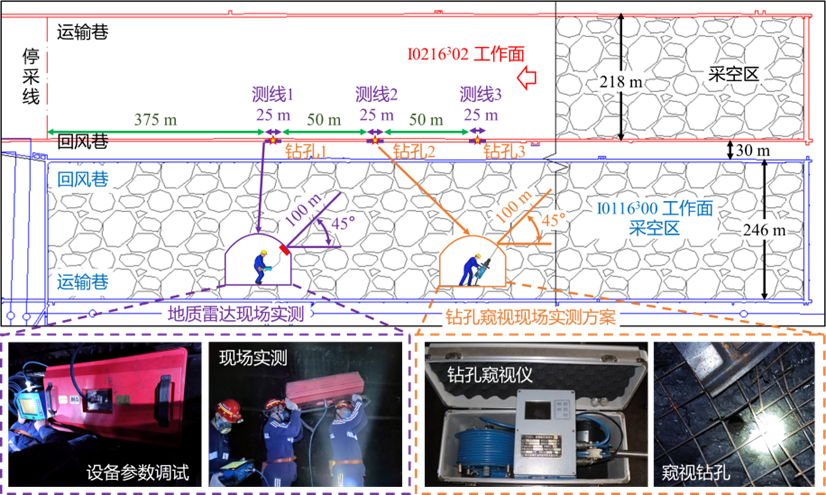 运输巷
停采线
I0216³02 工作面
218 m
采空区
测线1
测线2
测线3
25 m
25 m
25 m
375 m
50 m
50 m
回风巷
钻孔1
钻孔2
钻孔3
30 m
回风巷
100 m
45°
100 m
45°
I0116³00 工作面
采空区
246 m
运输巷
地质雷达现场实测
钻孔窥视现场实测方案
设备参数调试
现场实测
钻孔窥视仪
窥视钻孔